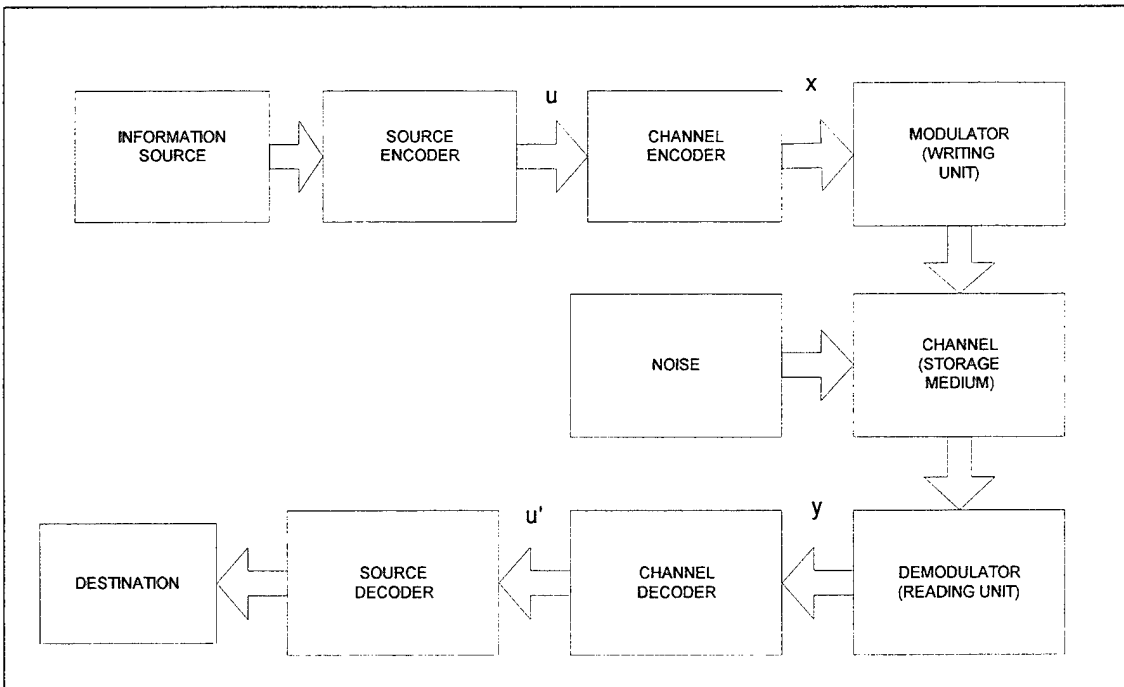 u
x
INFORMATION
SOURCE
SOURCE
ENCODER
CHANNEL
ENCODER
MODULATOR
(WRITING
UNIT)
NOISE
CHANNEL
(STORAGE
MEDIUM)
u'
y
DESTINATION
SOURCE
DECODER
CHANNEL
DECODER
DEMODULATOR
(READING UNIT)